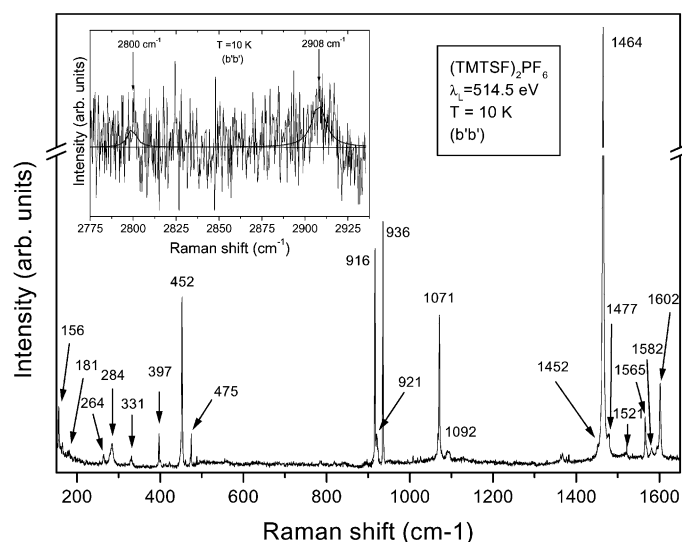 2800 cm-1
T =10 K
2908 cm-1
(b'b')
Intensity (arb. units)
2775 2800 2825 2850 2875 2900 2925
Raman shift (cm-1)
(TMTSF)2PF6
λL=514.5 eV
T = 10 K
(b'b')
1464
Intensity (arb. units)
156
181
264
284
331
397
452
475
916
936
921
1071
1092
1452
1477
1565
1582
1521
1602
200 400 600 800 1000 1200 1400 1600
Raman shift (cm-1)